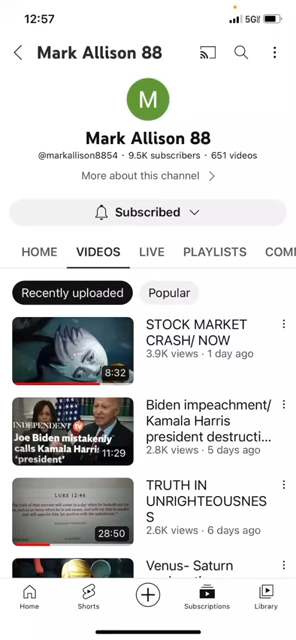 12:57
5G
Mark Allison 88
M
Mark Allison 88
@markallison8854 · 9.5K subscribers · 651 videos
More about this channel
Subscribed
HOME VIDEOS LIVE PLAYLISTS COM
Recently uploaded Popular
STOCK MARKET
CRASH/ NOW
3.9K views · 1 day ago
8:32
INDEPENDENT
Joe Biden mistakenly
calls Kamala Harris
'president'
11:29
Biden impeachment/
Kamala Harris
president destructi...
2.8K views · 5 days ago
LUKE 12:46
28:50
TRUTH IN
UNRIGHTEOUSNES
S
2.6K views · 6 days ago
Venus- Saturn
Home Shorts Subscriptions Library